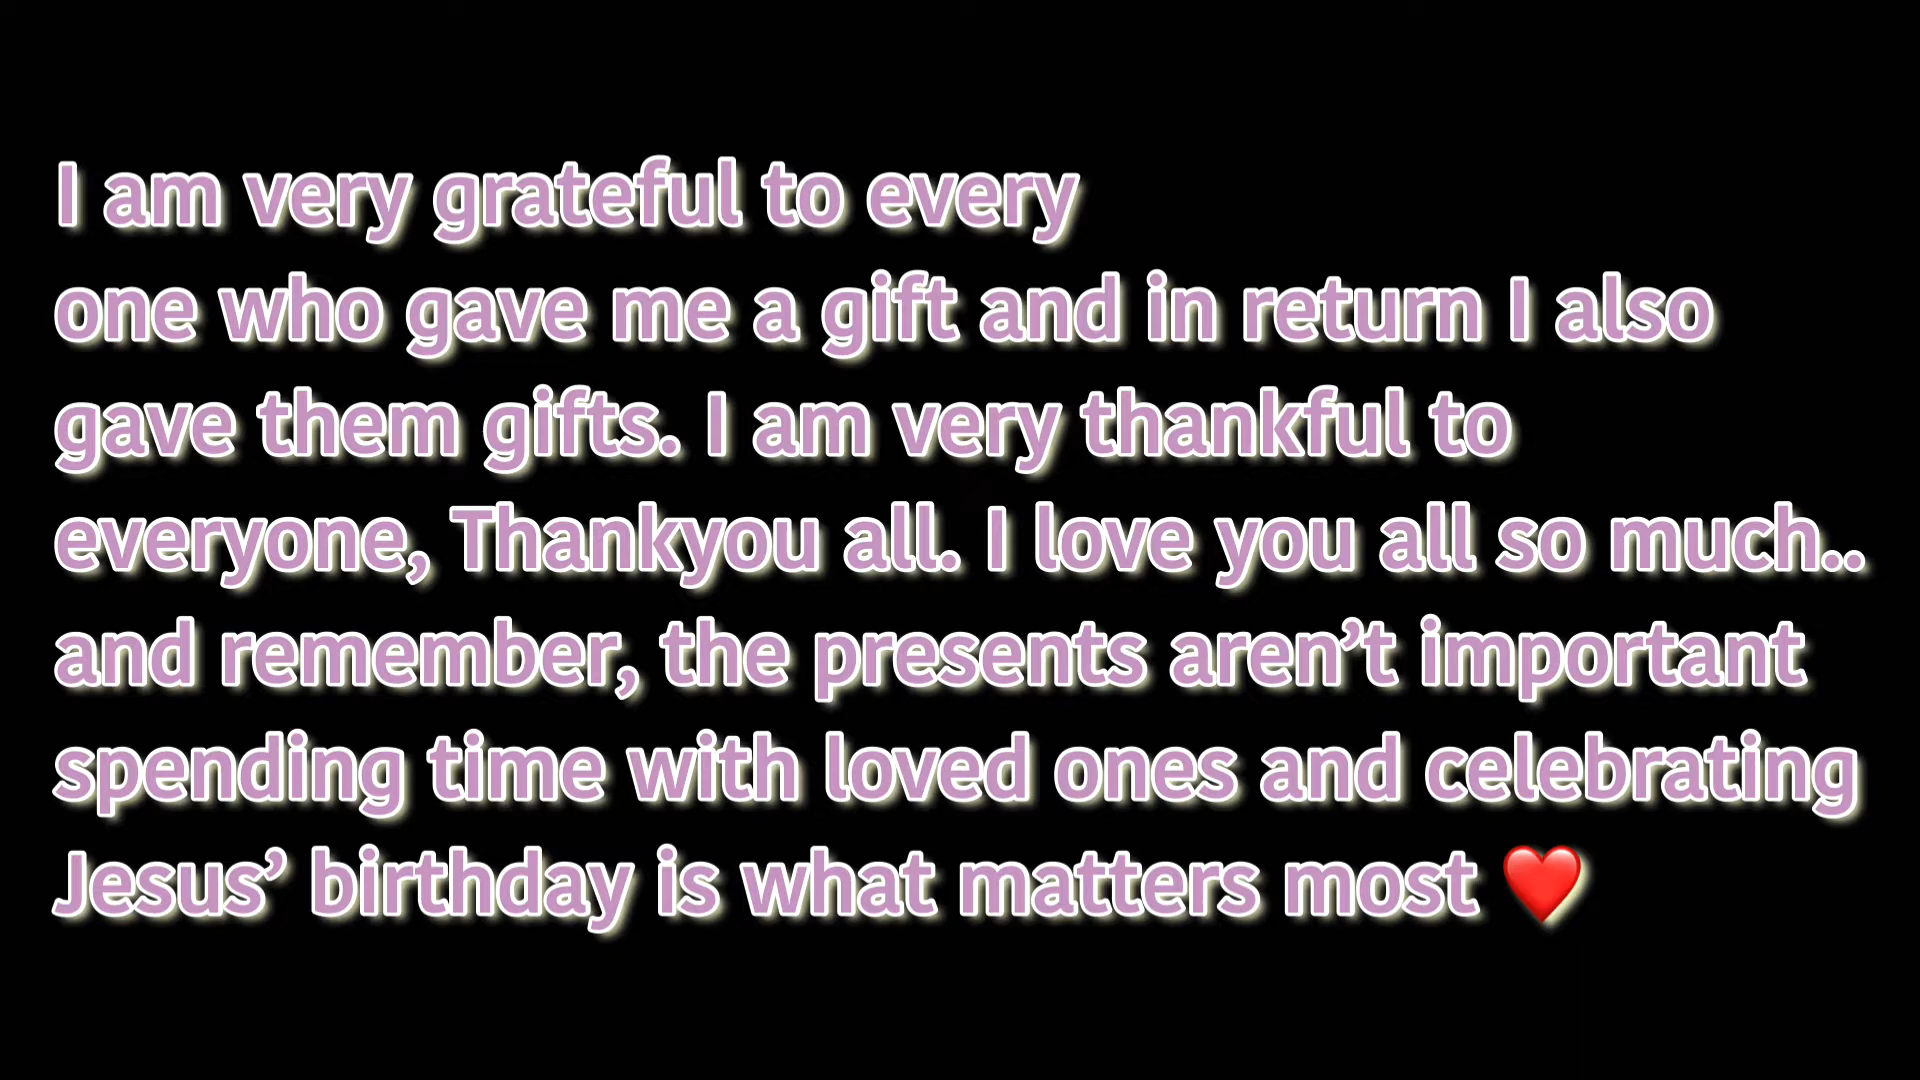 I am very grateful to every
one who gave me a gift and in return I also
gave them gifts. I am very thankful to
everyone, Thankyou all. I love you all so much..
and remember, the presents aren’t important
spending time with loved ones and celebrating
Jesus’ birthday is what matters most ❤️